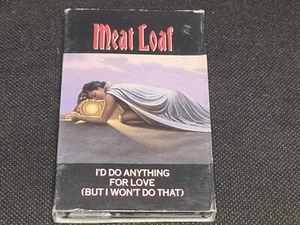 Meat Loaf
I'D DO ANYTHING
FOR LOVE
(BUT I WON'T DO THAT)